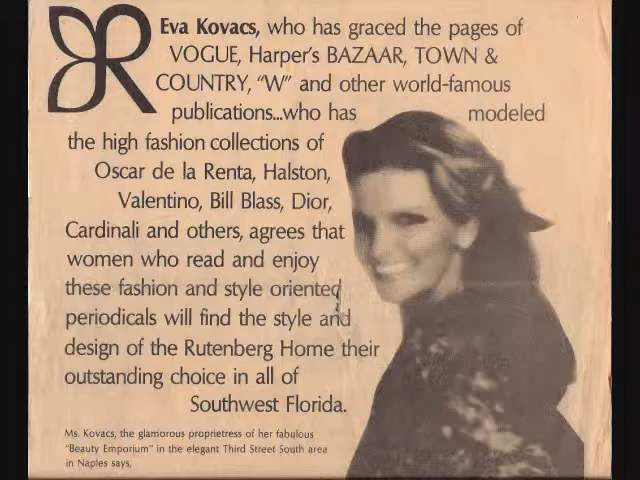 Eva Kovacs, who has graced the pages of
VOGUE, Harper's BAZAAR, TOWN &
COUNTRY, "W" and other world-famous
publications...who has modeled
the high fashion collections of
Oscar de la Renta, Halston,
Valentino, Bill Blass, Dior,
Cardinali and others, agrees that
women who read and enjoy
these fashion and style oriented
periodicals will find the style and
design of the Rutenberg Home their
outstanding choice in all of
Southwest Florida.
Ms. Kovacs, the glamorous proprietress of her fabulous
"Beauty Emporium" in the elegant Third Street South area
in Naples says,